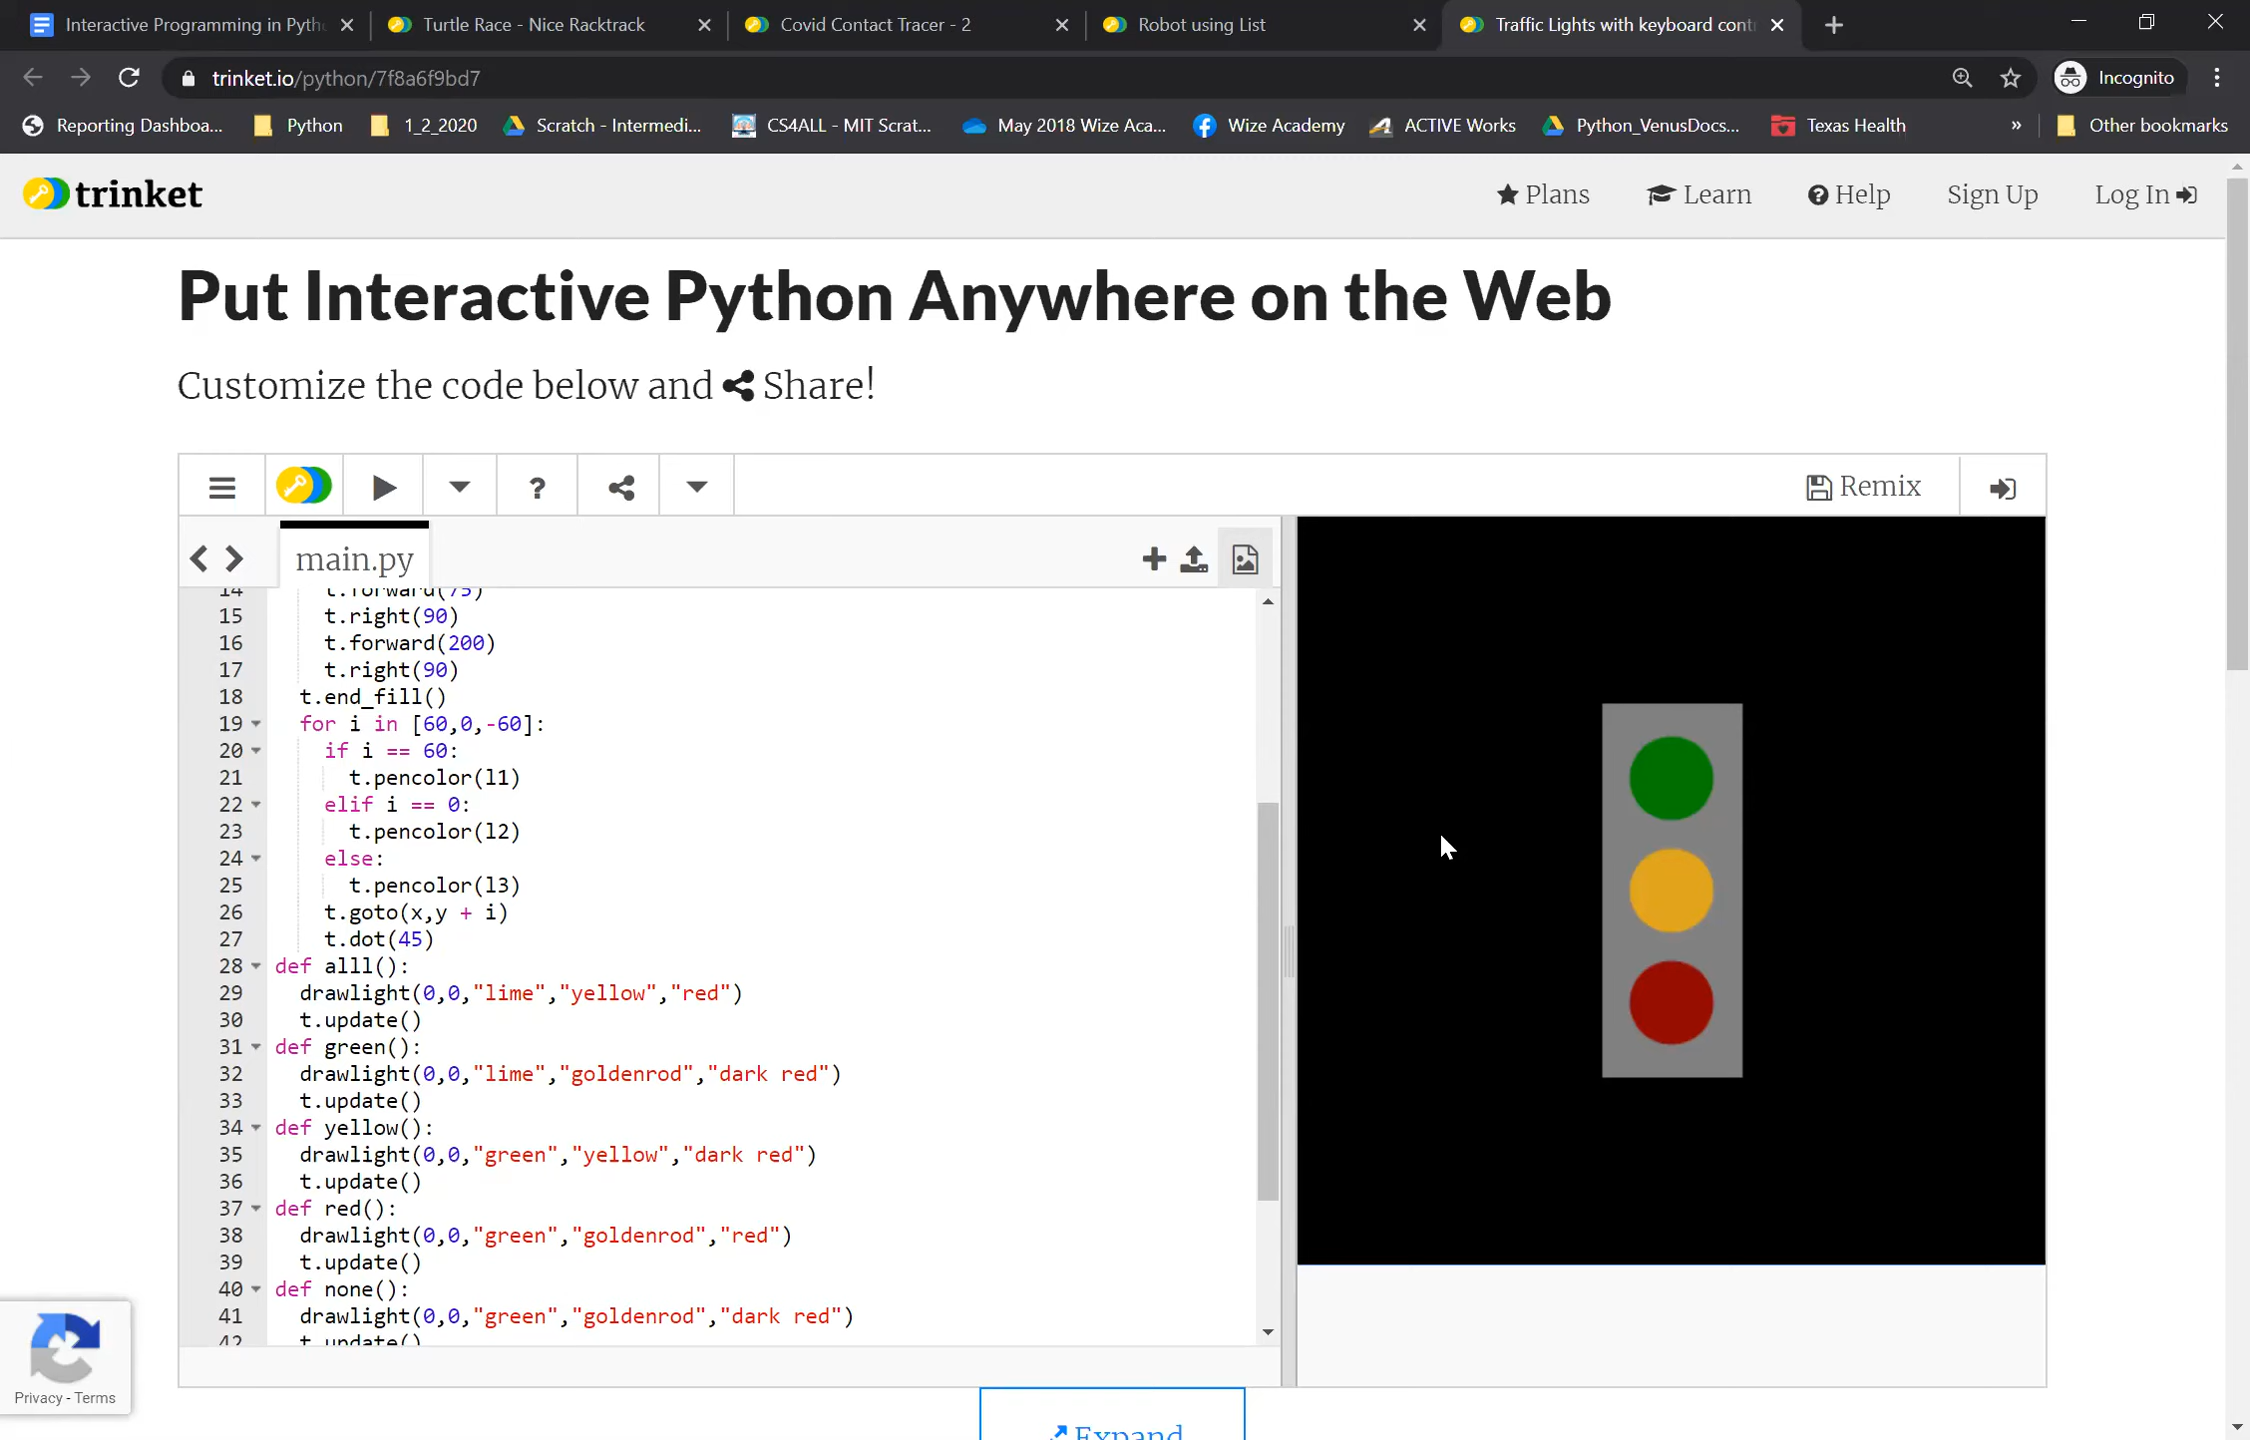 Interactive Programming in Pyth
Turtle Race - Nice Racktrack
Covid Contact Tracer - 2
Robot using List
Traffic Lights with keyboard cont
trinket.io/python/7f8a6f9bd7
Incognito
Reporting Dashboa...
Python
1_2_2020
Scratch - Intermedi...
CS4ALL - MIT Scrat...
May 2018 Wize Aca...
Wize Academy
ACTIVE Works
Python_VenusDocs...
Texas Health
»
Other bookmarks
trinket
Plans
Learn
Help
Sign Up
Log In
Put Interactive Python Anywhere on the Web
Customize the code below and Share!
?
Remix
main.py
14 t.forward(75)
15 t.right(90)
16 t.forward(200)
17 t.right(90)
18 t.end_fill()
19 for i in [60,0,-60]:
20 if i == 60:
21 t.pencolor(l1)
22 elif i == 0:
23 t.pencolor(l2)
24 else:
25 t.pencolor(l3)
26 t.goto(x,y + i)
27 t.dot(45)
28 def alll():
29 drawlight(0,0,"lime","yellow","red")
30 t.update()
31 def green():
32 drawlight(0,0,"lime","goldenrod","dark red")
33 t.update()
34 def yellow():
35 drawlight(0,0,"green","yellow","dark red")
36 t.update()
37 def red():
38 drawlight(0,0,"green","goldenrod","red")
39 t.update()
40 def none():
41 drawlight(0,0,"green","goldenrod","dark red")
42 t.update()
Privacy - Terms
Expand